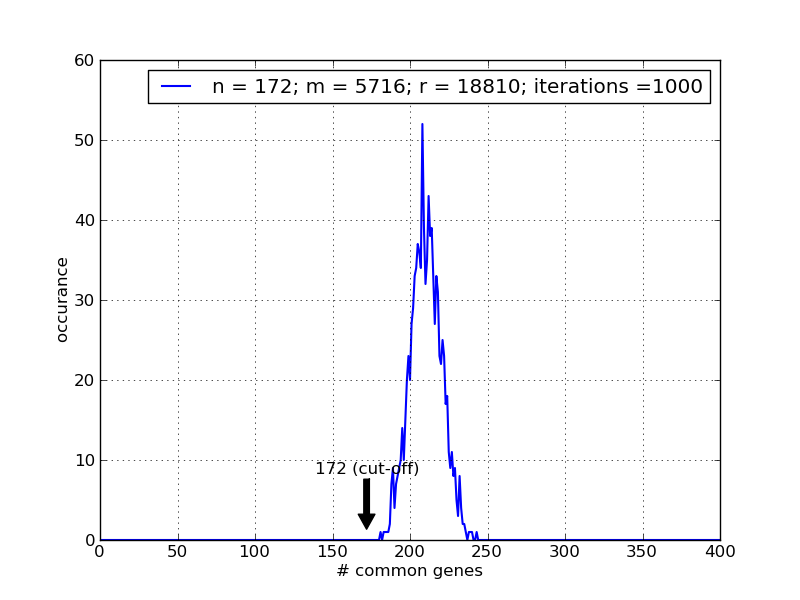 n = 172; m = 5716; r = 18810; iterations =1000
60
50
40
30
20
10
0
occurance
172 (cut-off)
0 50 100 150 200 250 300 350 400
# common genes